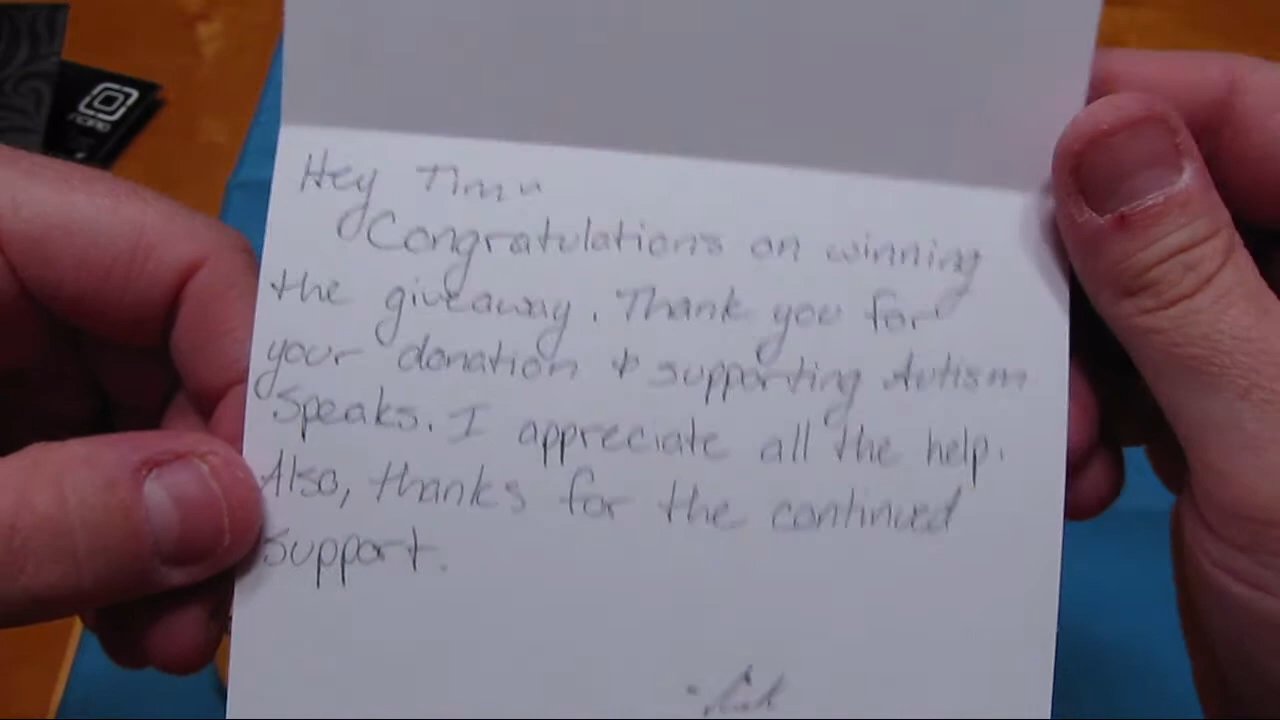 Hey Tim
Congratulations on winning
the giveaway. Thank you for
your donation & supporting Autism
Speaks. I appreciate all the help.
Also, thanks for the continued
support.